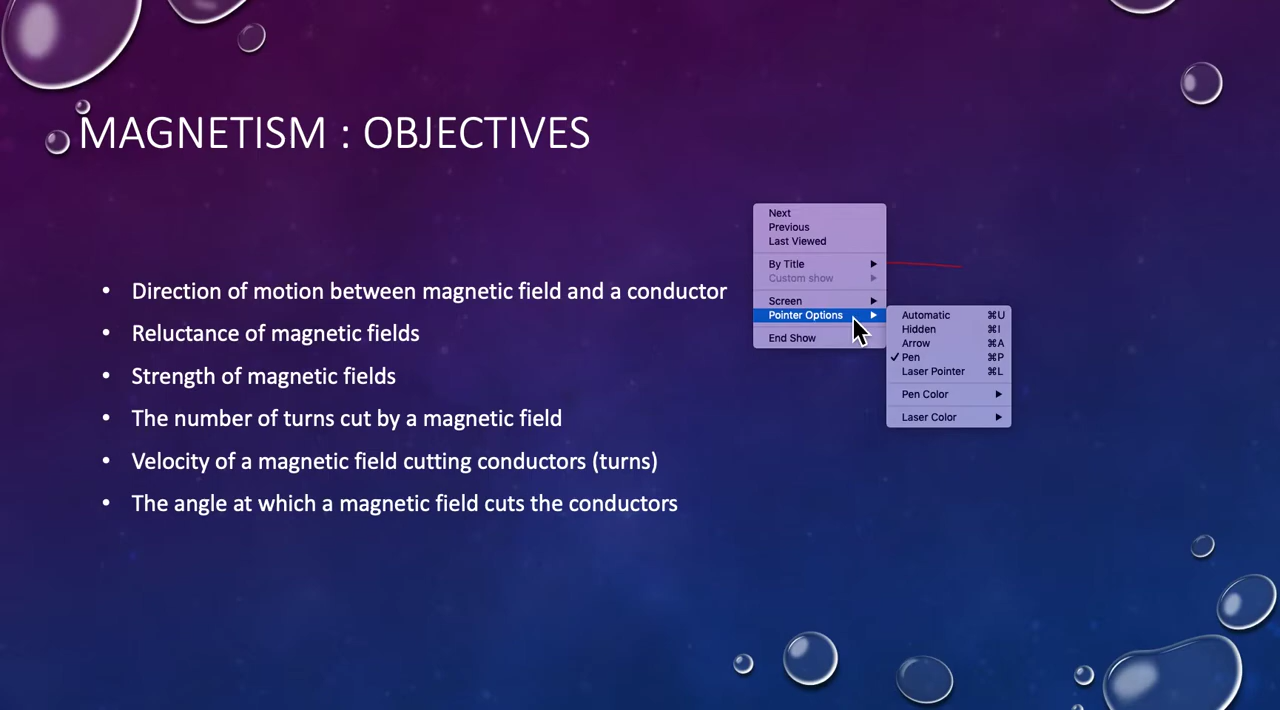 MAGNETISM : OBJECTIVES
• Direction of motion between magnetic field and a conductor
• Reluctance of magnetic fields
• Strength of magnetic fields
• The number of turns cut by a magnetic field
• Velocity of a magnetic field cutting conductors (turns)
• The angle at which a magnetic field cuts the conductors
Next
Previous
Last Viewed
By Title
Custom show
Screen
Pointer Options
End Show
Automatic ⌘U
Hidden ⌘I
Arrow ⌘A
✓ Pen ⌘P
Laser Pointer ⌘L
Pen Color
Laser Color